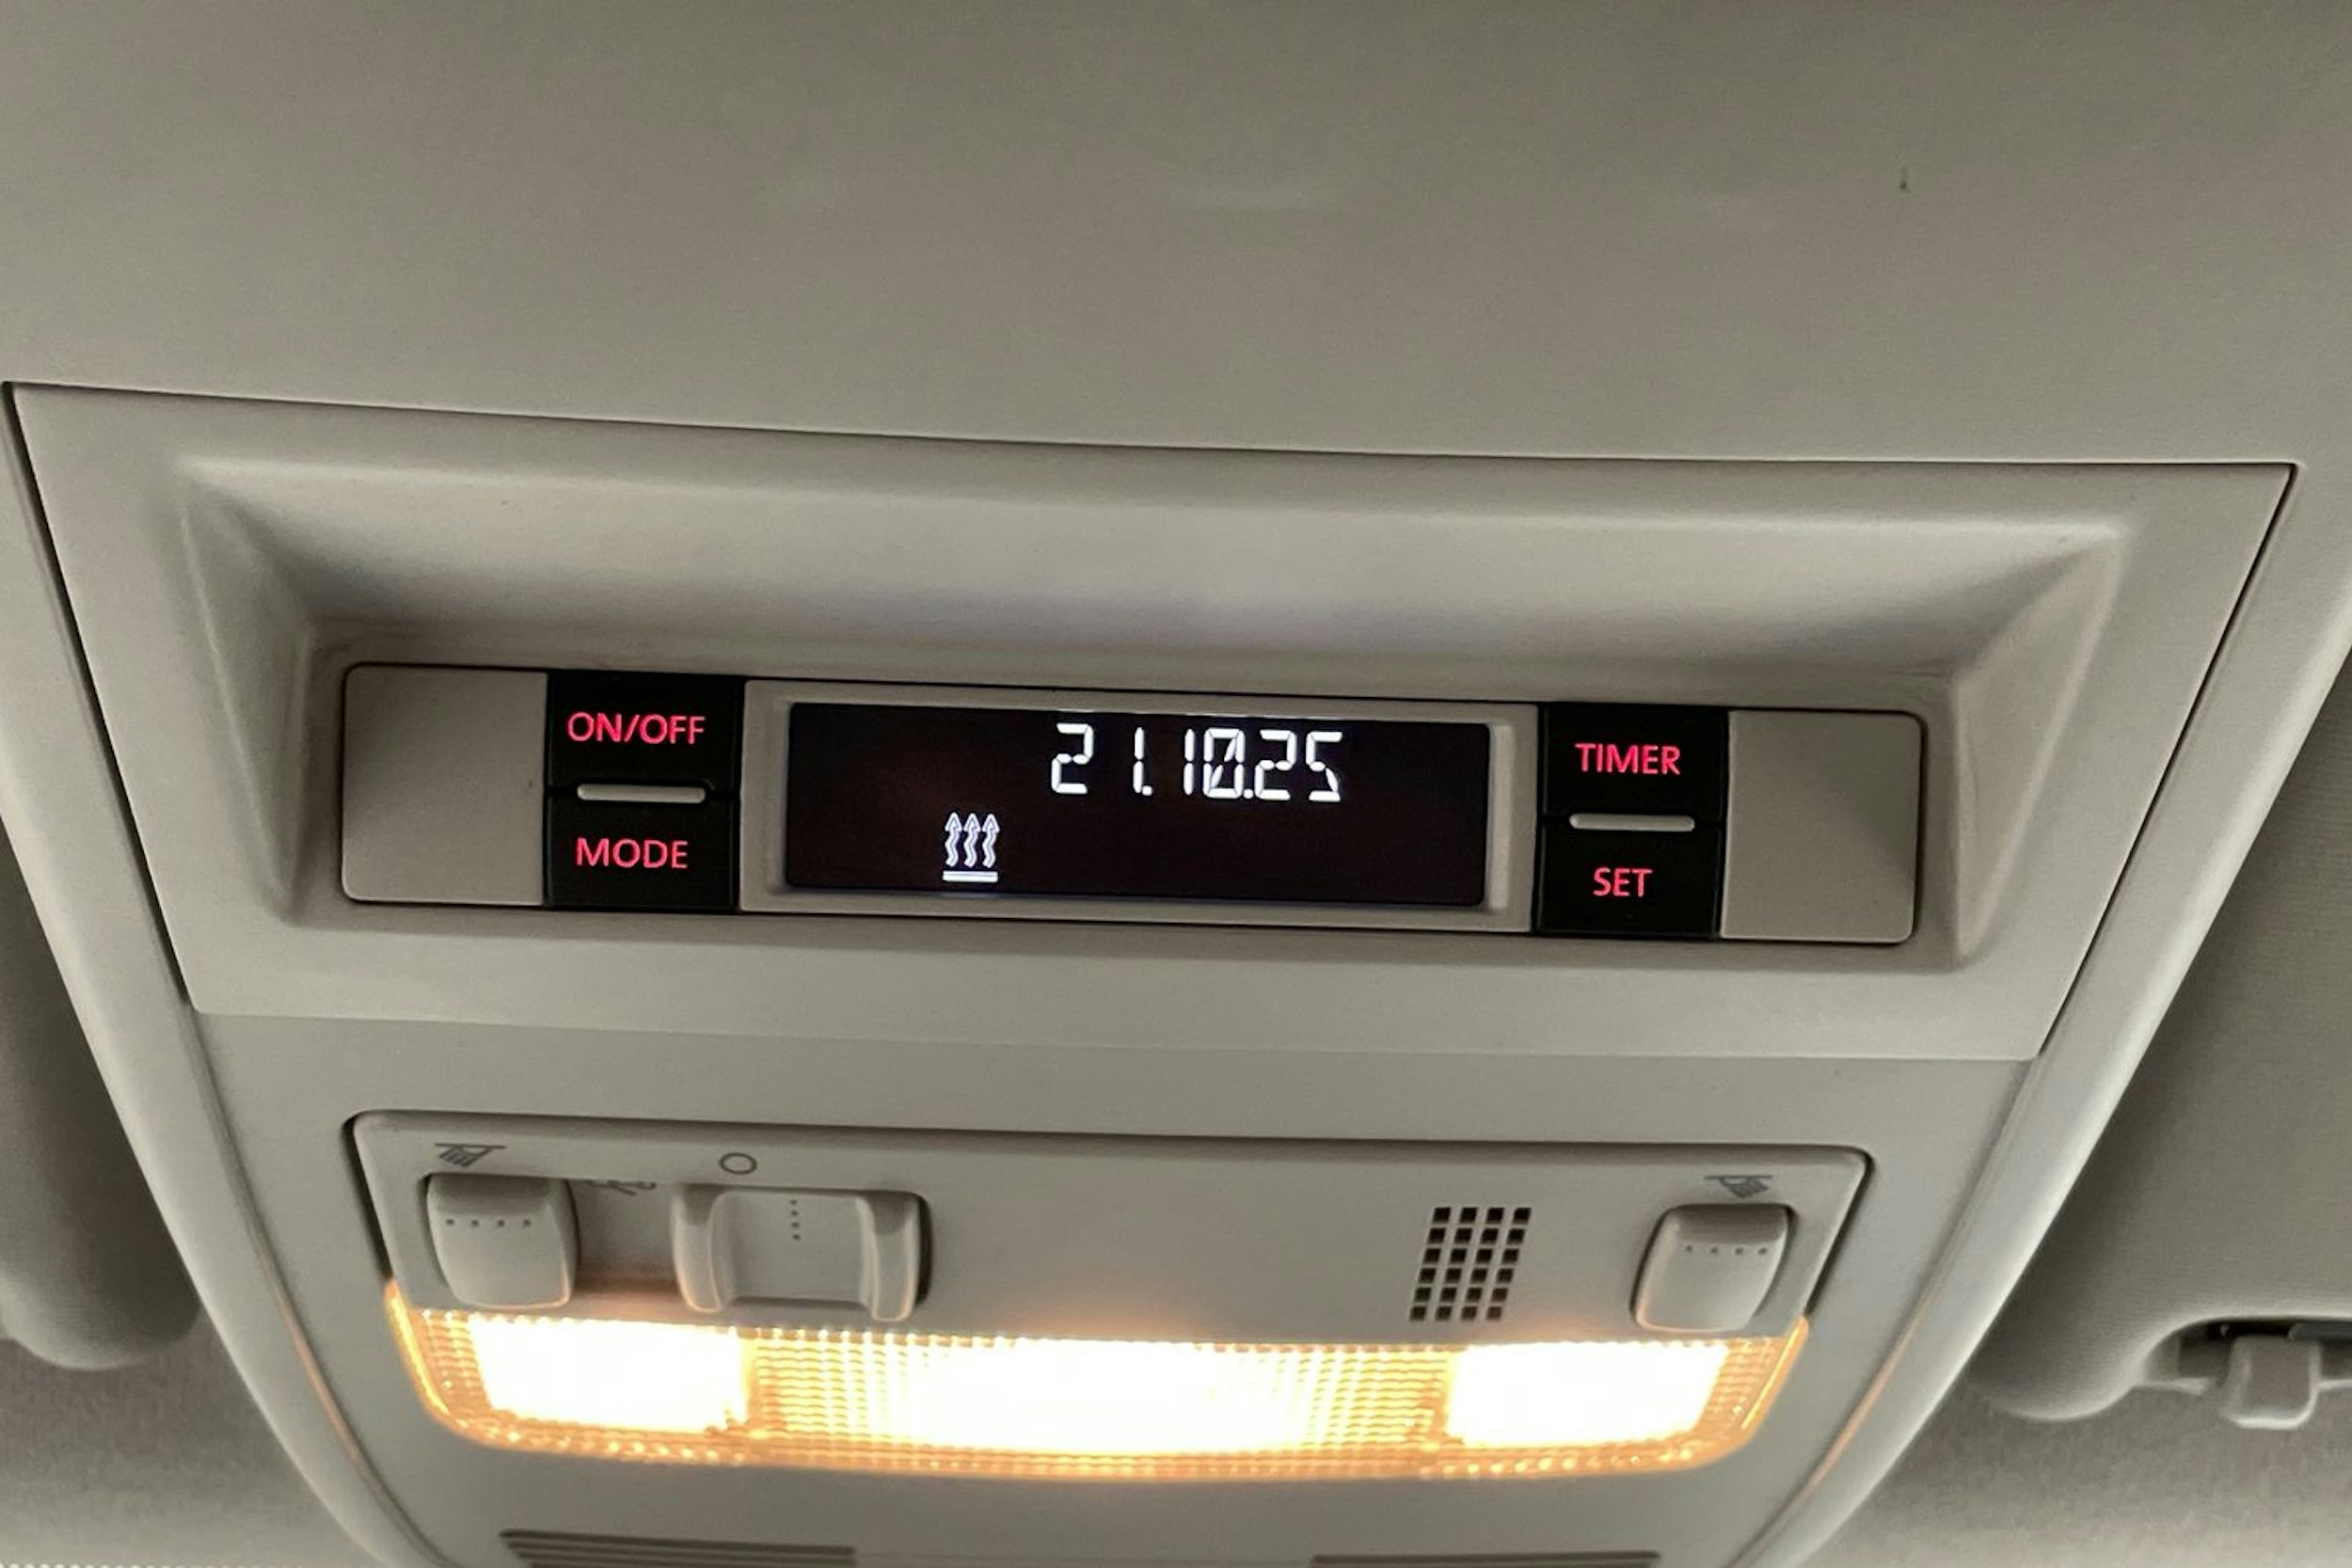 ON/OFF
MODE
21.10.25
TIMER
SET